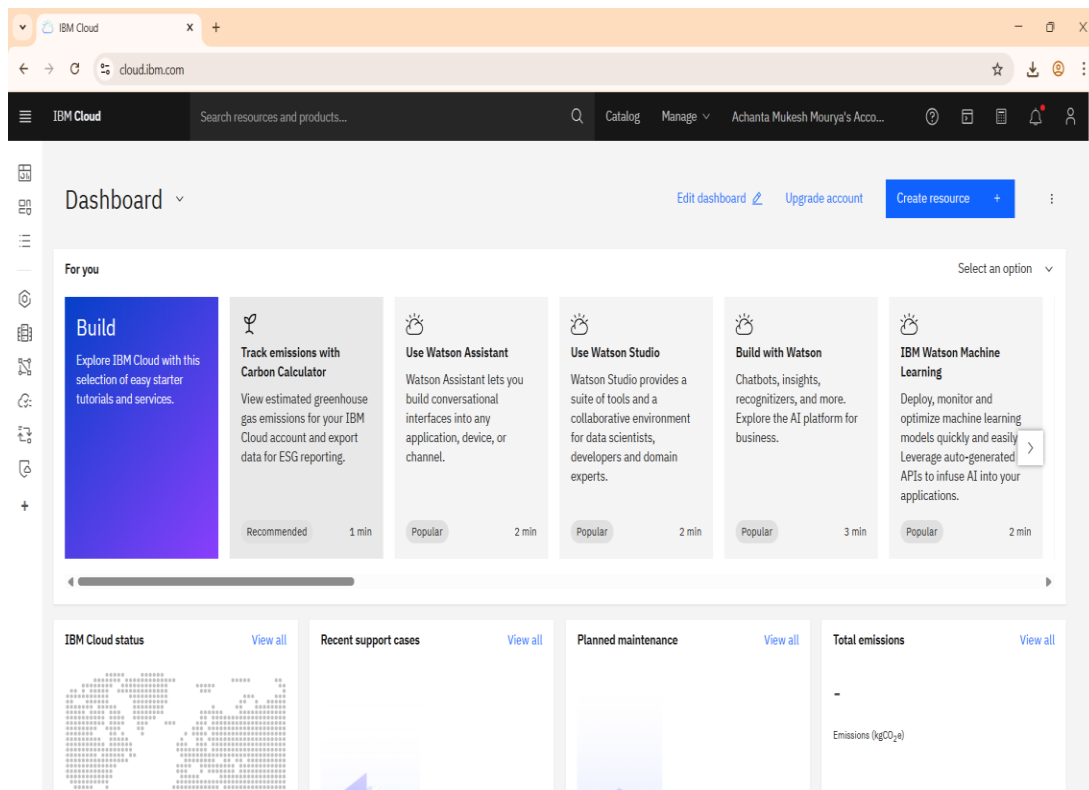 IBM Cloud
cloud.ibm.com
IBM Cloud
Search resources and products...
Catalog
Manage
Achanta Mukesh Mourya's Acco...
Dashboard
Edit dashboard
Upgrade account
Create resource +
For you
Select an option
Build
Explore IBM Cloud with this
selection of easy starter
tutorials and services.
Track emissions with
Carbon Calculator
View estimated greenhouse
gas emissions for your IBM
Cloud account and export
data for ESG reporting.
Recommended
1 min
Use Watson Assistant
Watson Assistant lets you
build conversational
interfaces into any
application, device, or
channel.
Popular
2 min
Use Watson Studio
Watson Studio provides a
suite of tools and a
collaborative environment
for data scientists,
developers and domain
experts.
Popular
2 min
Build with Watson
Chatbots, insights,
recognitizers, and more.
Explore the AI platform for
business.
Popular
3 min
IBM Watson Machine
Learning
Deploy, monitor and
optimize machine learning
models quickly and easily
Leverage auto-generated
APIs to infuse AI into your
applications.
Popular
2 min
IBM Cloud status
View all
Recent support cases
View all
Planned maintenance
View all
Total emissions
View all
-
Emissions (kgCO₂e)